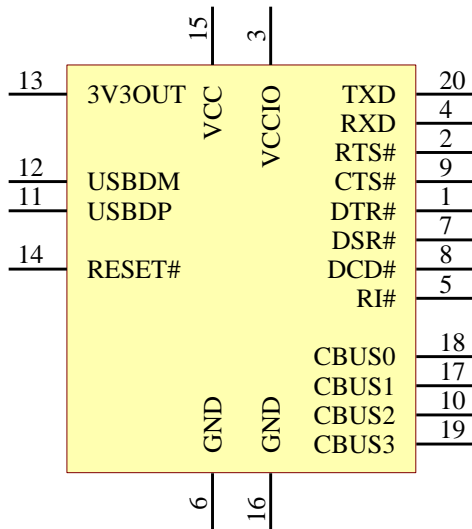 15 3
13 3V3OUT VCC VCCIO TXD 20
RXD 4
RTS# 2
12 USBDM CTS# 9
11 USBDP DTR# 1
DSR# 7
14 RESET# DCD# 8
RI# 5
CBUS0 18
CBUS1 17
GND GND CBUS2 10
CBUS3 19
6 16